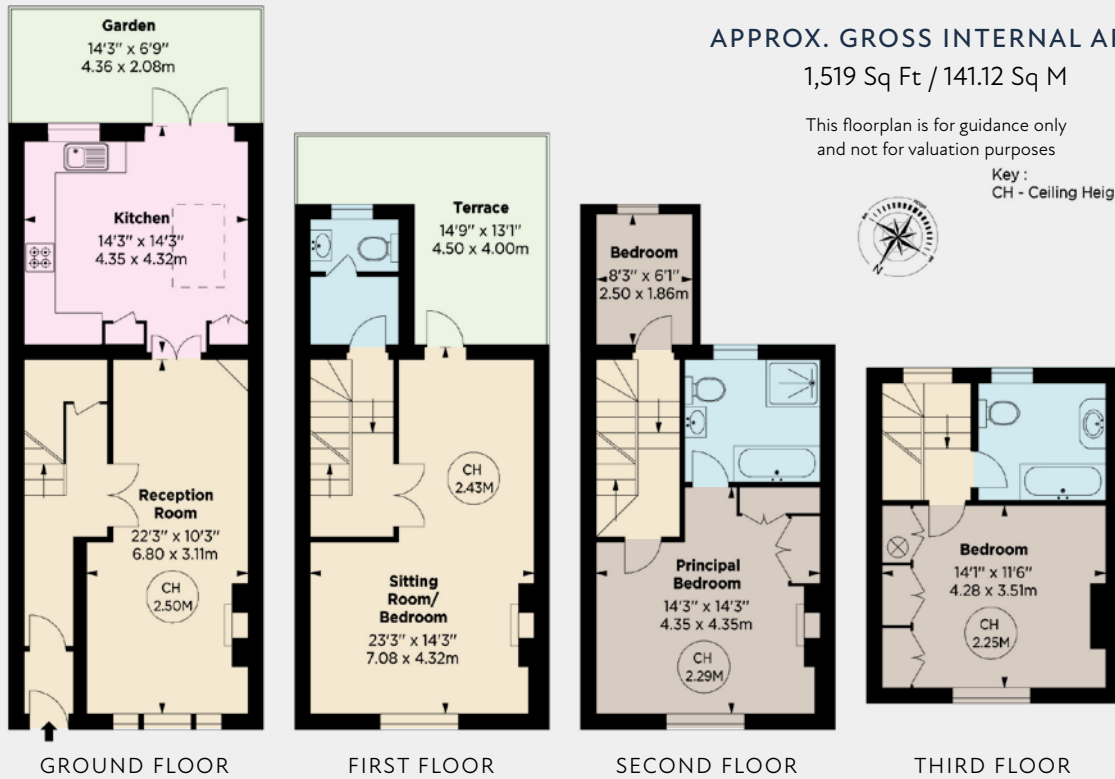 APPROX. GROSS INTERNAL
1,519 Sq Ft / 141.12 Sq M
This floorplan is for guidance only
and not for valuation purposes
Key :
CH - Ceiling
N
Garden
14'3" x 6'9"
4.36 x 2.08m
Kitchen
14'3" x 14'3"
4.35 x 4.32m
Reception
Room
22'3" x 10'3"
6.80 x 3.11m
CH
2.50M
GROUND FLOOR
Terrace
14'9" x 13'1"
4.50 x 4.00m
CH
2.43M
Sitting
Room/
Bedroom
23'3" x 14'3"
7.08 x 4.32m
FIRST FLOOR
Bedroom
8'3" x 6'1"
2.50 x 1.86m
Principal
Bedroom
14'3" x 14'3"
4.35 x 4.35m
CH
2.29M
SECOND FLOOR
Bedroom
14'1" x 11'6"
4.28 x 3.51m
CH
2.25M
THIRD FLOOR